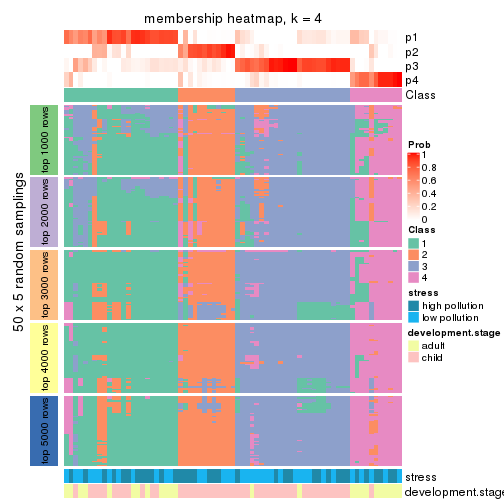 membership heatmap, k = 4
p1
p2
p3
p4
Class
50 x 5 random samplings
top 1000 rows
top 2000 rows
top 3000 rows
top 4000 rows
top 5000 rows
stress
development.stage
Prob
1
0.8
0.6
0.4
0.2
0
Class
1
2
3
4
stress
high pollution
low pollution
development.stage
adult
child